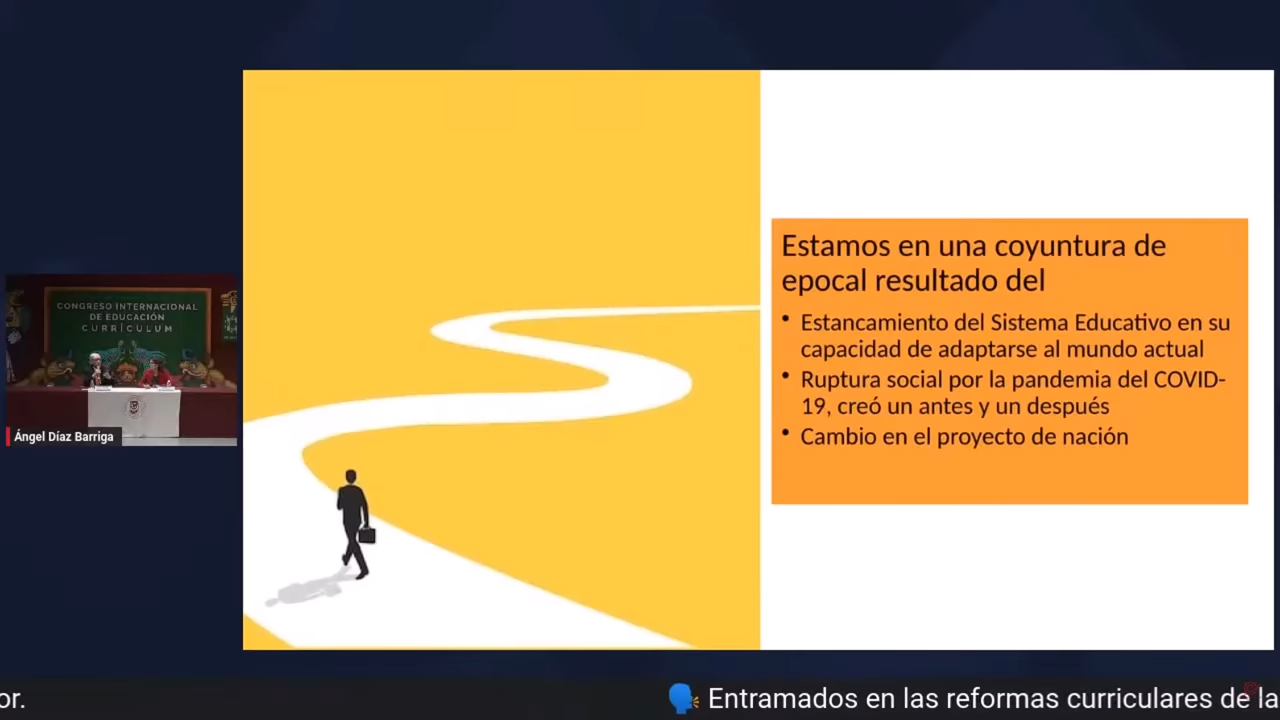 CONGRESO INTERNACIONAL
DE EDUCACIÓN
CURRÍCULUM
Ángel Díaz Barriga
Estamos en una coyuntura de
epocal resultado del
• Estancamiento del Sistema Educativo en su
capacidad de adaptarse al mundo actual
• Ruptura social por la pandemia del COVID-
19, creó un antes y un después
• Cambio en el proyecto de nación
or.
🗣 Entramados en las reformas curriculares de la